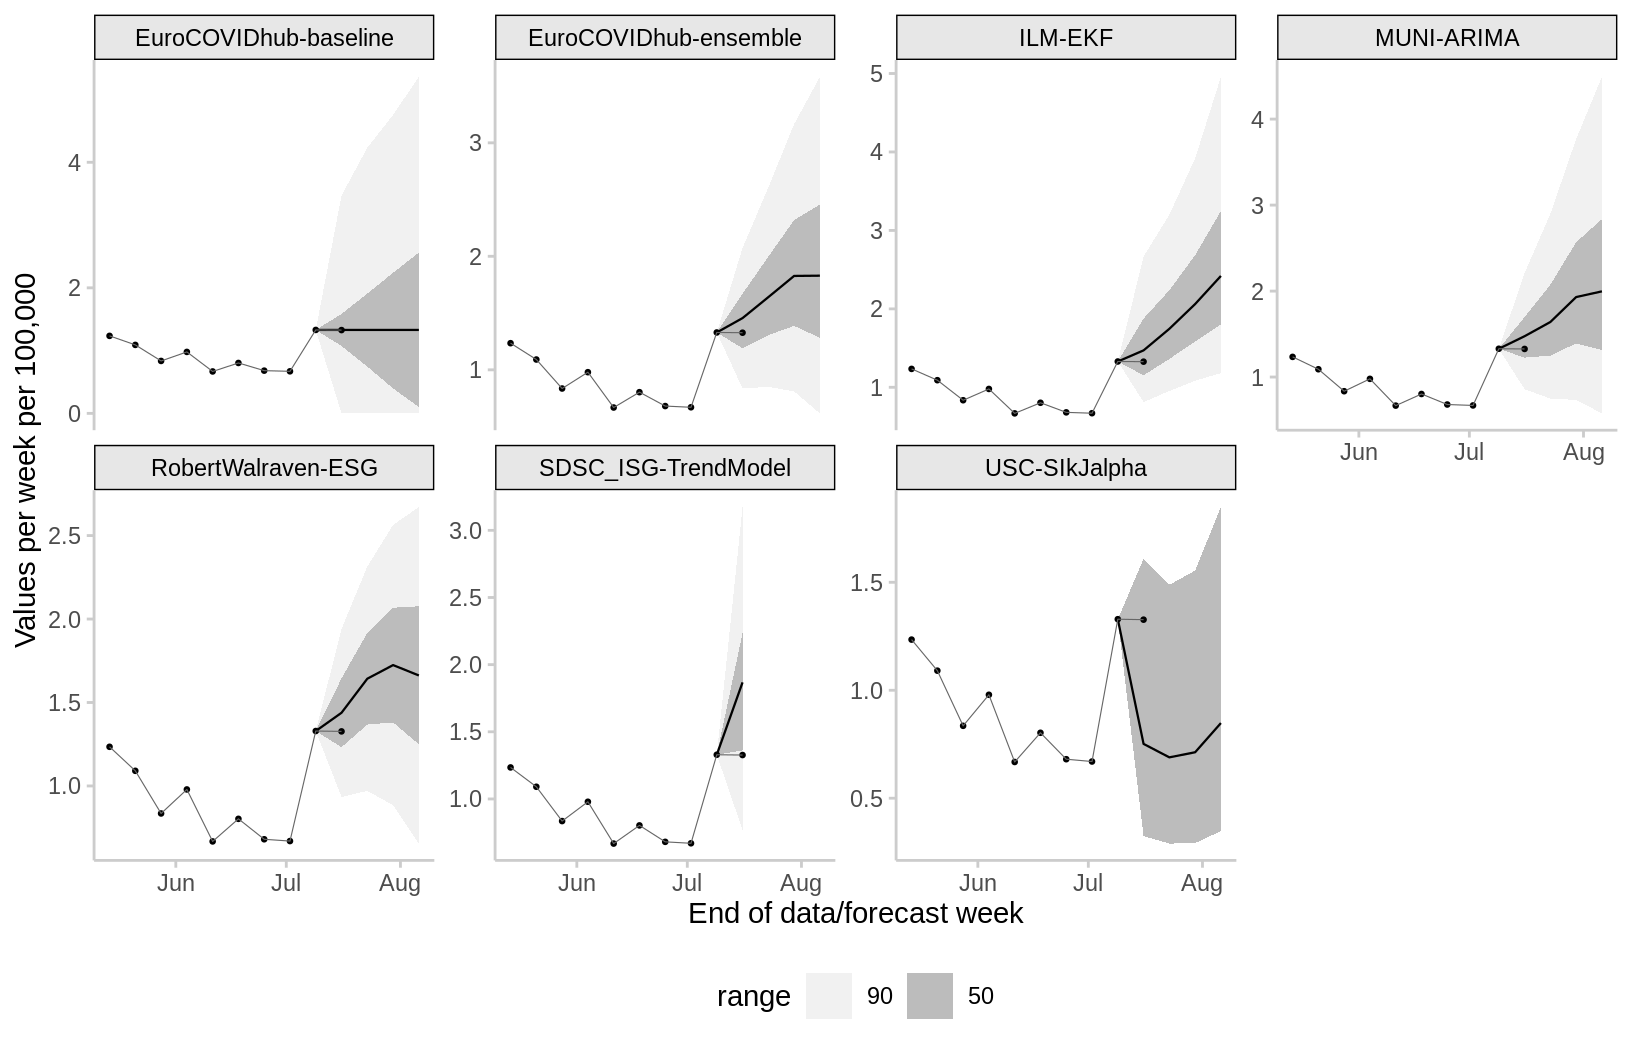 EuroCOVIDhub-baseline
EuroCOVIDhub-ensemble
ILM-EKF
MUNI-ARIMA
4
2
0
3
2
1
5
4
3
2
1
4
3
2
1
Jun Jul Aug
Values per week per 100,000
RobertWalraven-ESG
SDSC_ISG-TrendModel
USC-SIkJalpha
2.5
2.0
1.5
1.0
3.0
2.5
2.0
1.5
1.0
1.5
1.0
0.5
Jun Jul Aug
Jun Jul Aug
Jun Jul Aug
End of data/forecast week
range 90 50